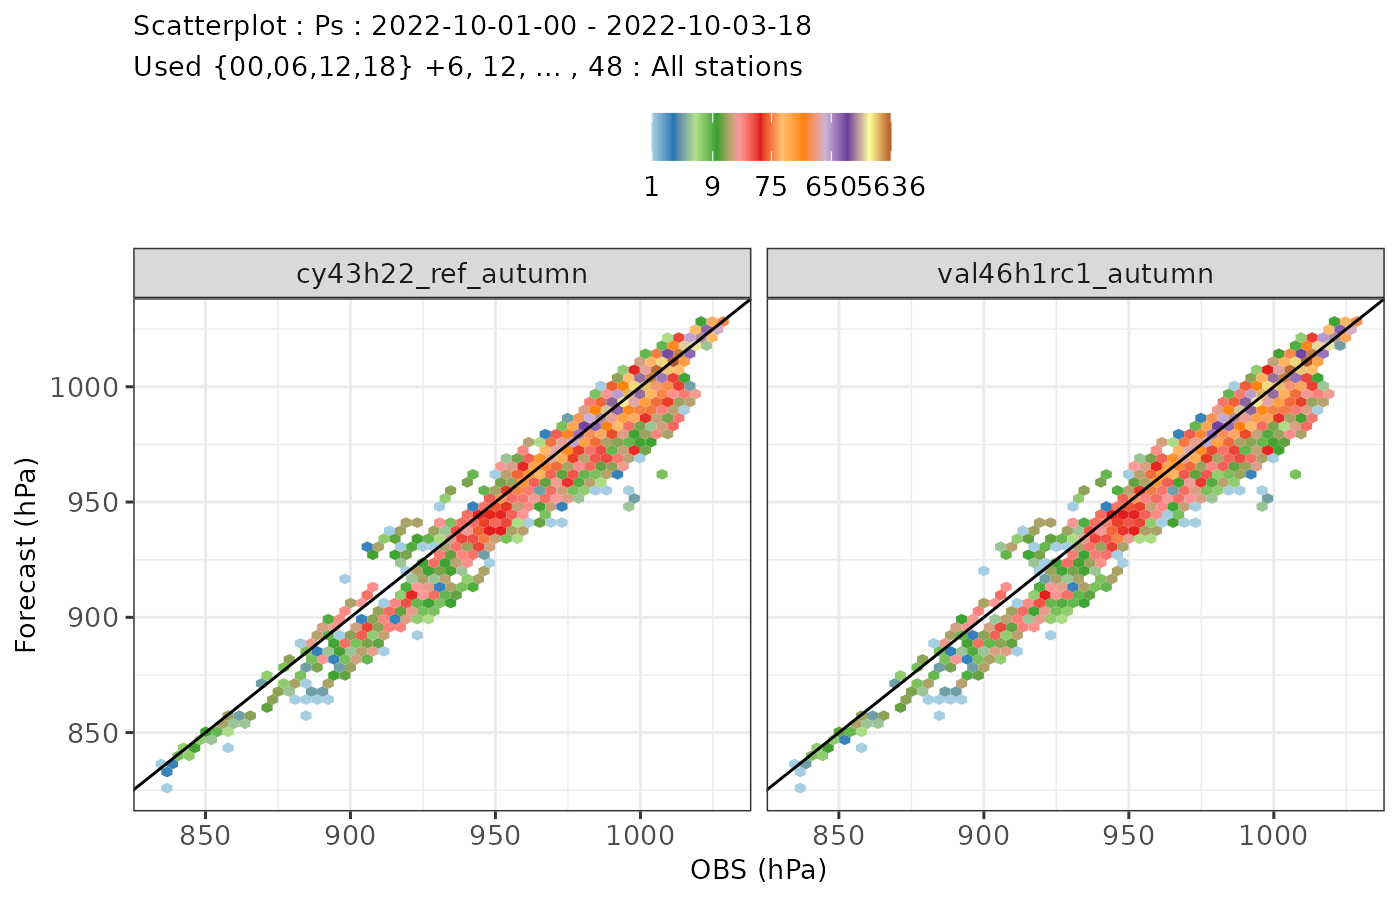 Scatterplot : Ps : 2022-10-01-00 - 2022-10-03-18
Used {00,06,12,18} +6, 12, ... , 48 : All stations
1 9 75 650 5636
cy43h22_ref_autumn val46h1rc1_autumn
1000
950
900
850
Forecast (hPa)
850 900 950 1000 850 900 950 1000
OBS (hPa)